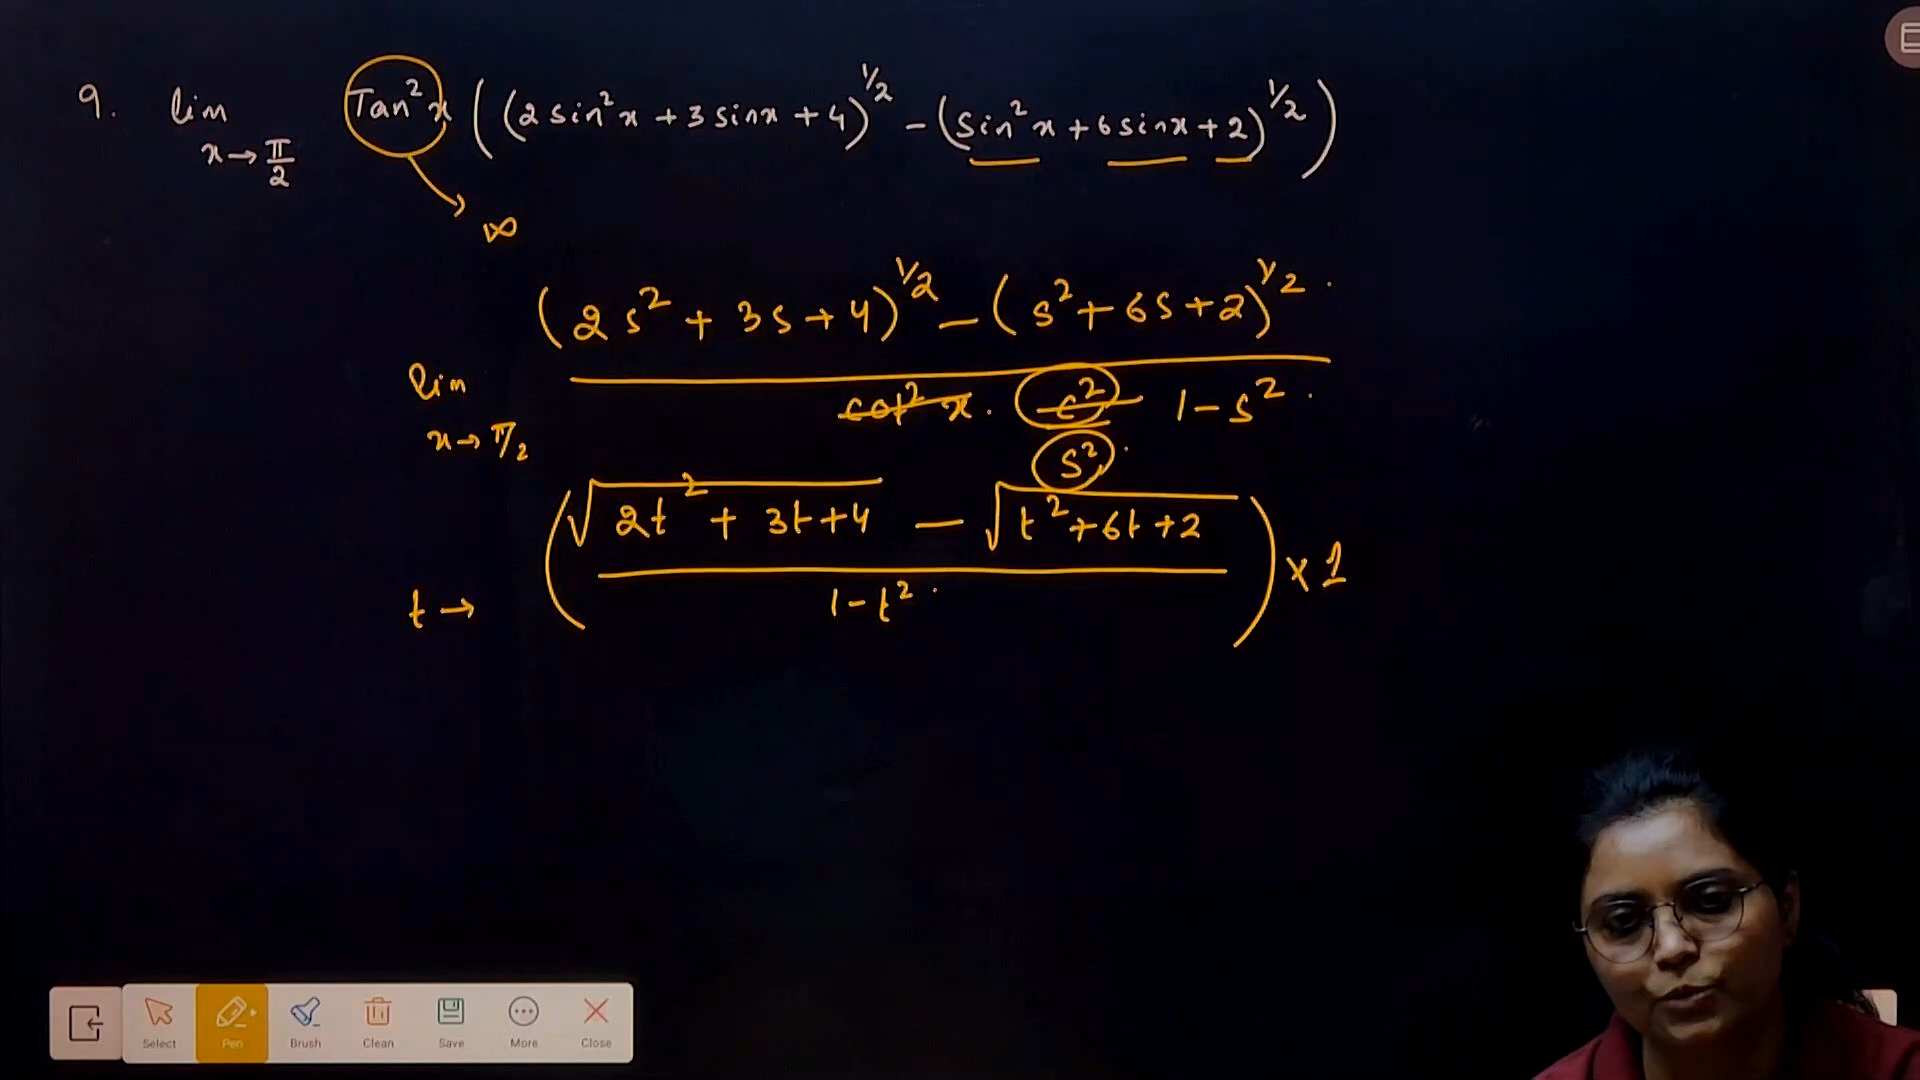 9. lim x→π/2 Tan²x ((2 sin²x + 3 sinx + 4)^1/2 − (sin²x + 6 sinx + 2)^1/2)
∞
lim x→π/2 (2s² + 3s + 4)^1/2 − (s² + 6s + 2)^1/2 .
cot² x . c² 1 − s² .
s² .
t → (√2t² + 3t + 4 − √t² + 6t + 2) × 1
1 − t² .
Select Pen Brush Clean Save More Close